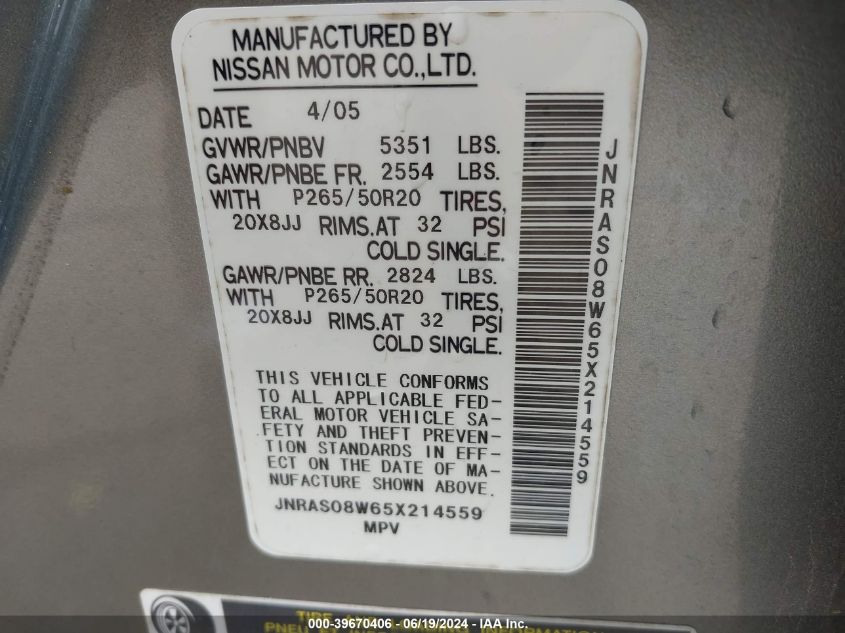 MANUFACTURED BY
NISSAN MOTOR CO.,LTD.
DATE 4/05
GVWR/PNBV 5351 LBS.
GAWR/PNBE FR. 2554 LBS.
WITH P265/50R20 TIRES,
20X8JJ RIMS.AT 32 PSI
COLD SINGLE.
GAWR/PNBE RR. 2824 LBS.
WITH P265/50R20 TIRES,
20X8JJ RIMS.AT 32 PSI
COLD SINGLE.
THIS VEHICLE CONFORMS
TO ALL APPLICABLE FED-
ERAL MOTOR VEHICLE SA-
FETY AND THEFT PREVEN-
TION STANDARDS IN EFF-
ECT ON THE DATE OF MA-
NUFACTURE SHOWN ABOVE.
JNRAS08W65X214559
MPV
JNRAS08W65X214559
TIRE
000-39670406 - 06/19/2024 - IAA Inc.